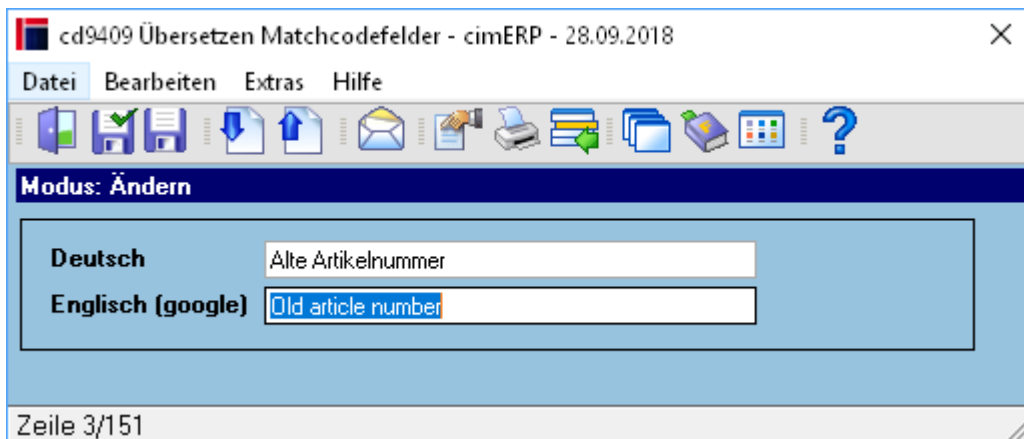 cd9409 Übersetzen Matchcodefelder - cimERP - 28.09.2018
Datei Bearbeiten Extras Hilfe
Modus: Ändern
Deutsch Alte Artikelnummer
Englisch (google) Old article number
Zeile 3/151